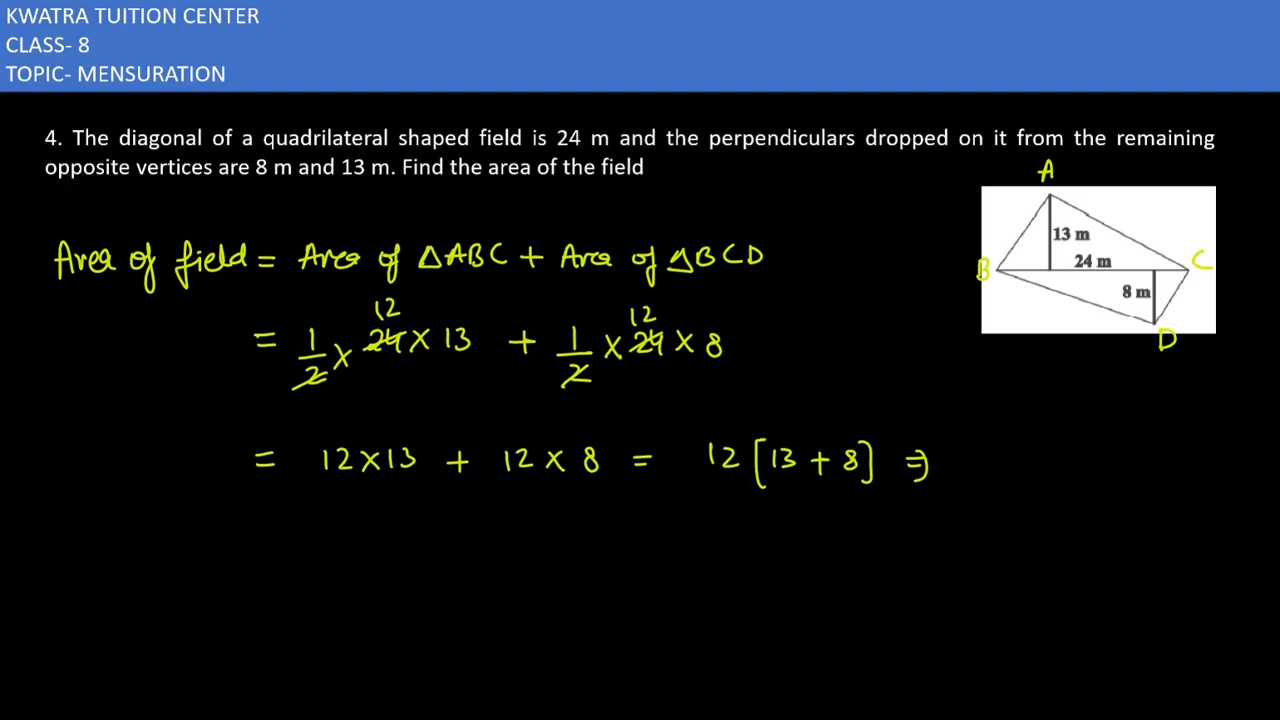 KWATRA TUITION CENTER
CLASS- 8
TOPIC- MENSURATION
4. The diagonal of a quadrilateral shaped field is 24 m and the perpendiculars dropped on it from the remaining
opposite vertices are 8 m and 13 m. Find the area of the field
A
13 m
B
24 m
C
8 m
D
Area of field = Area of △ABC + Area of △BCD
12 12
= 1/2 × 24 × 13 + 1/2 × 24 × 8
= 12 × 13 + 12 × 8 = 12 [13 + 8] ⇒